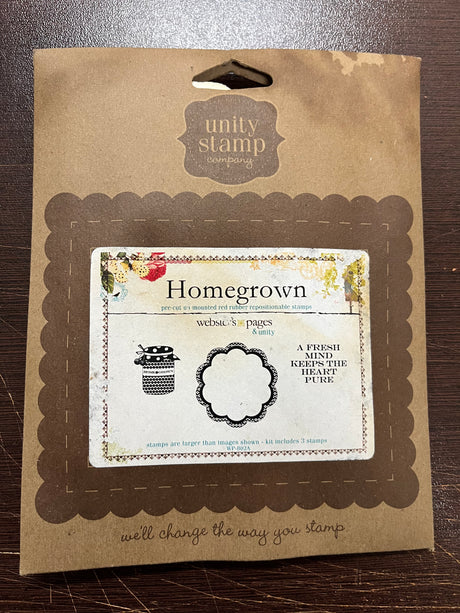 unity
stamp
company
Homegrown
pre-cut & mounted red rubber repositionable stamps
webster's pages
& unity
A FRESH
MIND
KEEPS THE
HEART
PURE
stamps are larger than images shown - kit includes 3 stamps
we'll change the way you stamp